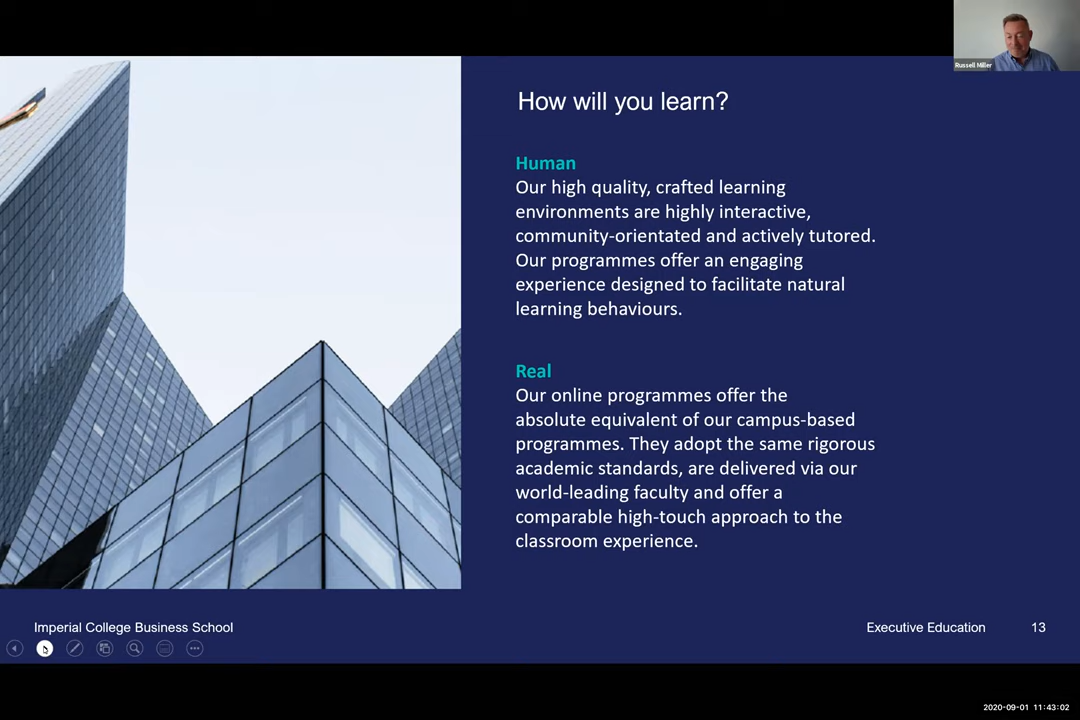 Russell Miller
How will you learn?
Human
Our high quality, crafted learning
environments are highly interactive,
community-orientated and actively tutored.
Our programmes offer an engaging
experience designed to facilitate natural
learning behaviours.
Real
Our online programmes offer the
absolute equivalent of our campus-based
programmes. They adopt the same rigorous
academic standards, are delivered via our
world-leading faculty and offer a
comparable high-touch approach to the
classroom experience.
Imperial College Business School
Executive Education
13
2020-09-01 11:43:02